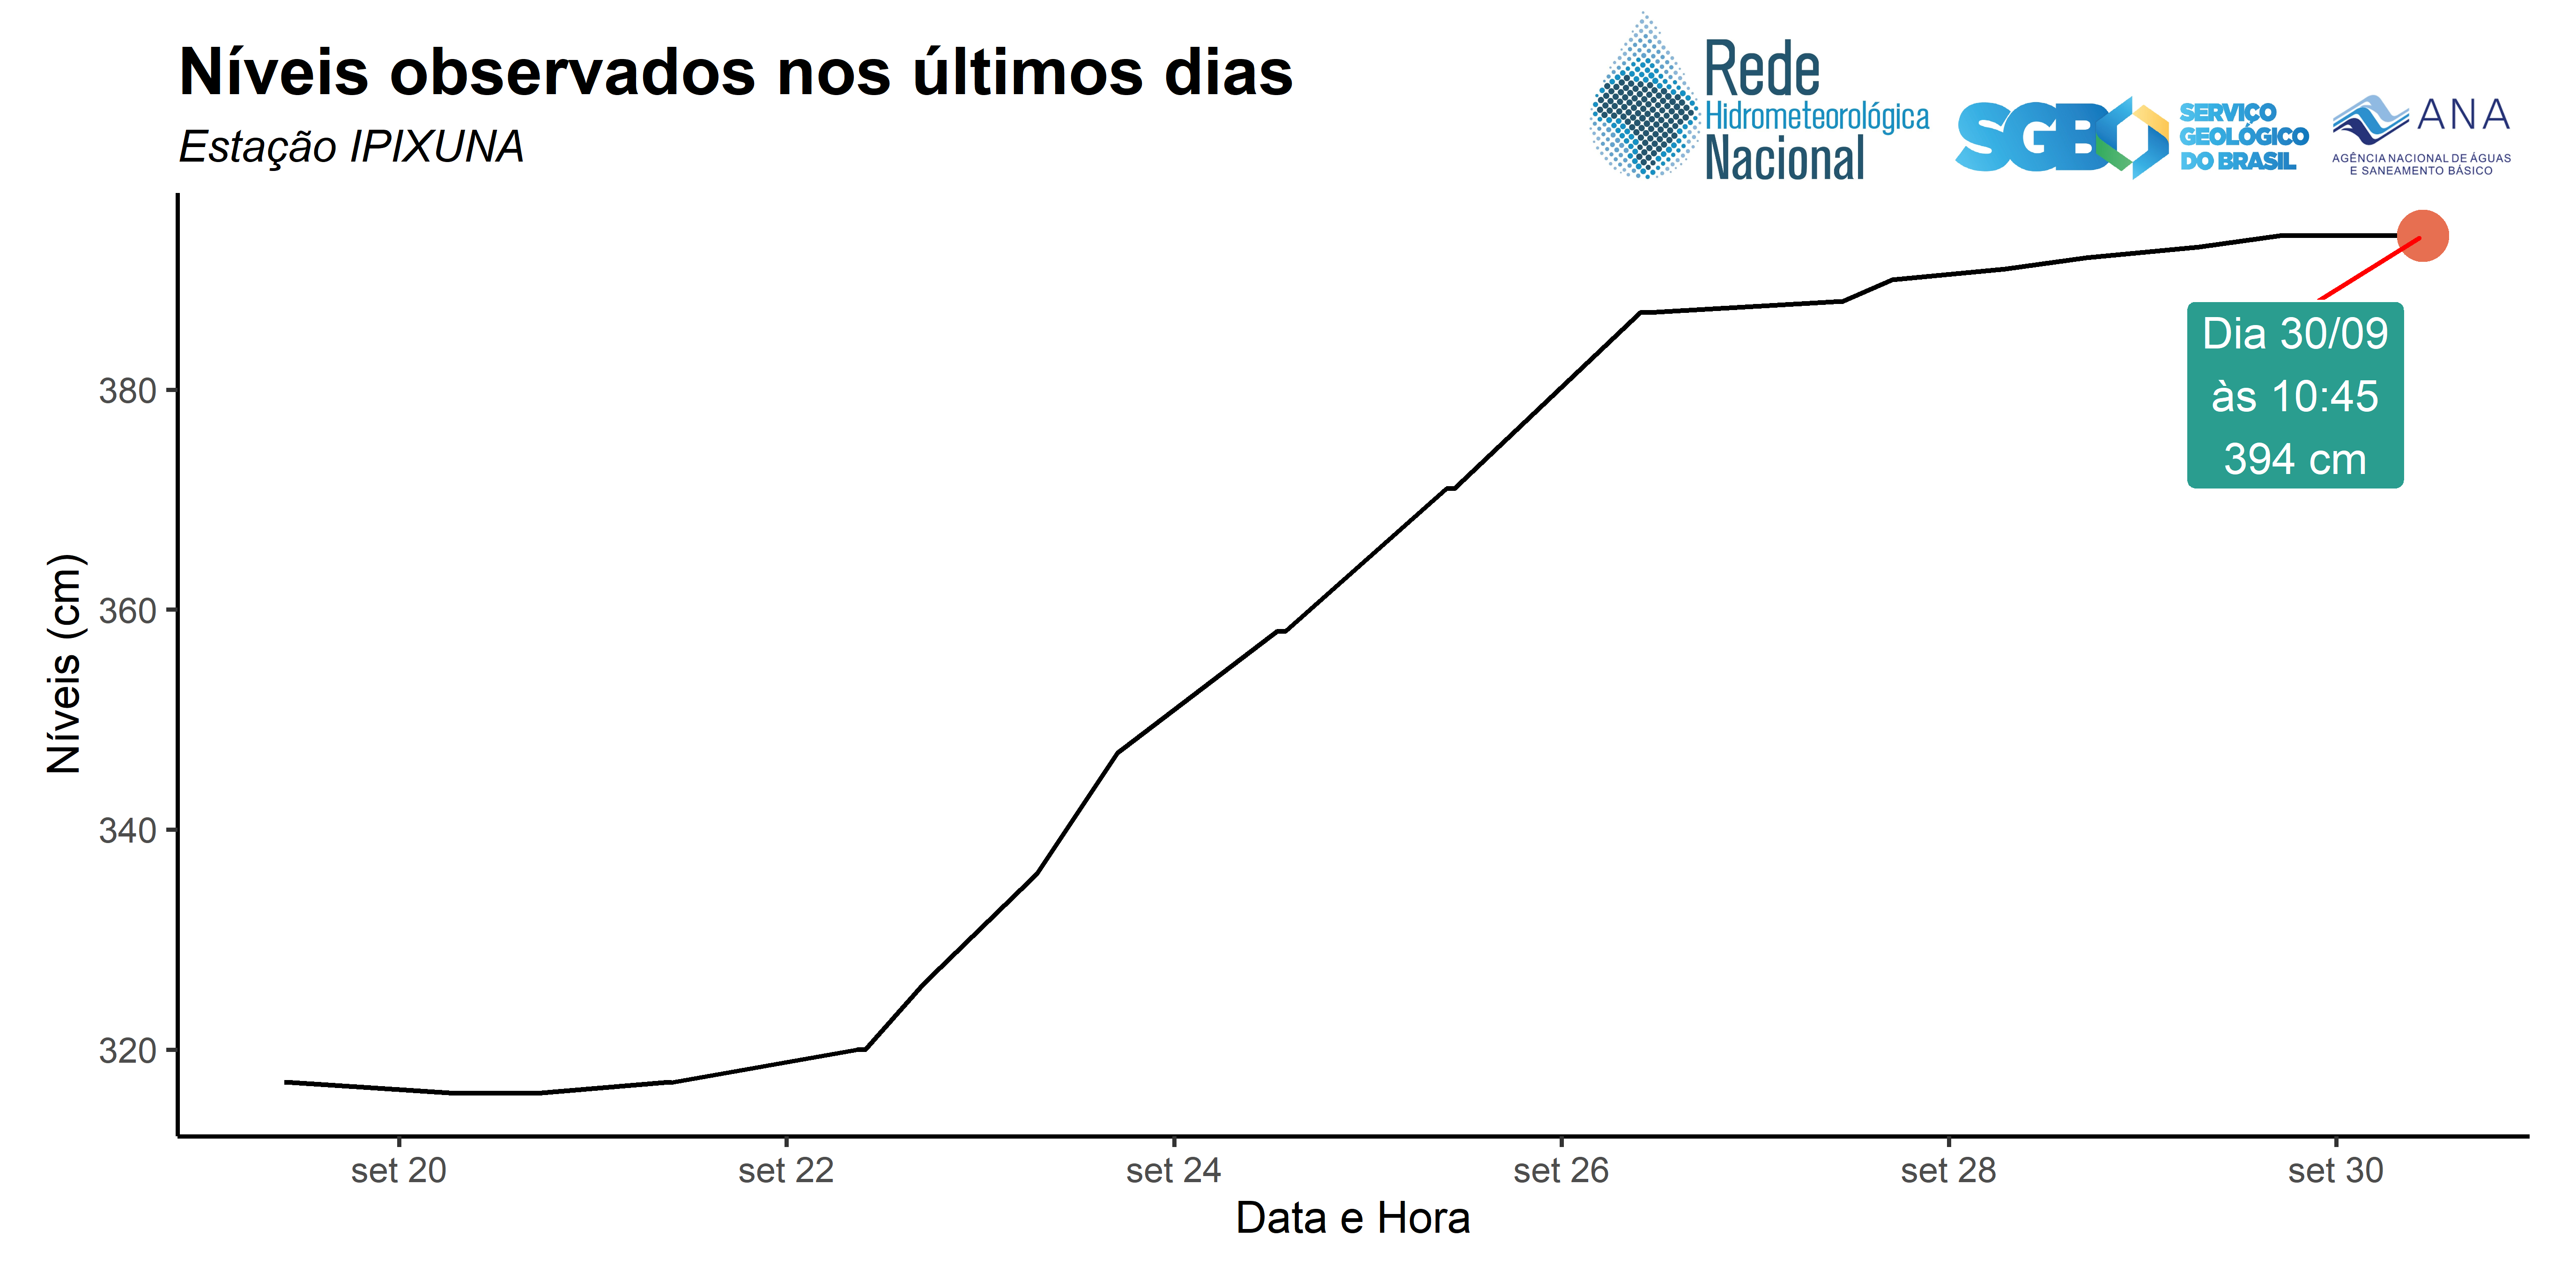 Níveis observados nos últimos dias
Estação IPIXUNA
Rede
Hidrometeorológica
Nacional
SGB
SERVIÇO
GEOLÓGICO
DO BRASIL
ANA
AGÊNCIA NACIONAL DE ÁGUAS
E SANEAMENTO BÁSICO
Níveis (cm)
380
360
340
320
Dia 30/09
às 10:45
394 cm
set 20
set 22
set 24
set 26
set 28
set 30
Data e Hora